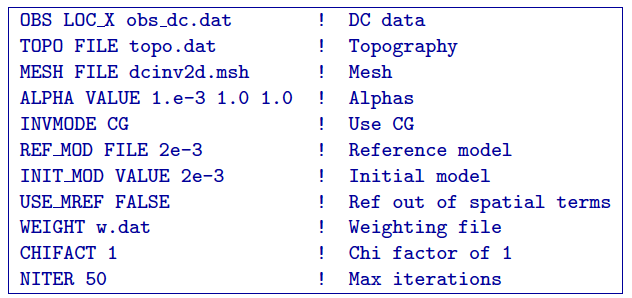 OBS LOC_X obs_dc.dat ! DC data
TOPO FILE topo.dat ! Topography
MESH FILE dcinv2d.msh ! Mesh
ALPHA VALUE 1.e-3 1.0 1.0 ! Alphas
INVMODE CG ! Use CG
REF_MOD FILE 2e-3 ! Reference model
INIT_MOD VALUE 2e-3 ! Initial model
USE_MREF FALSE ! Ref out of spatial terms
WEIGHT w.dat ! Weighting file
CHIFACT 1 ! Chi factor of 1
NITER 50 ! Max iterations